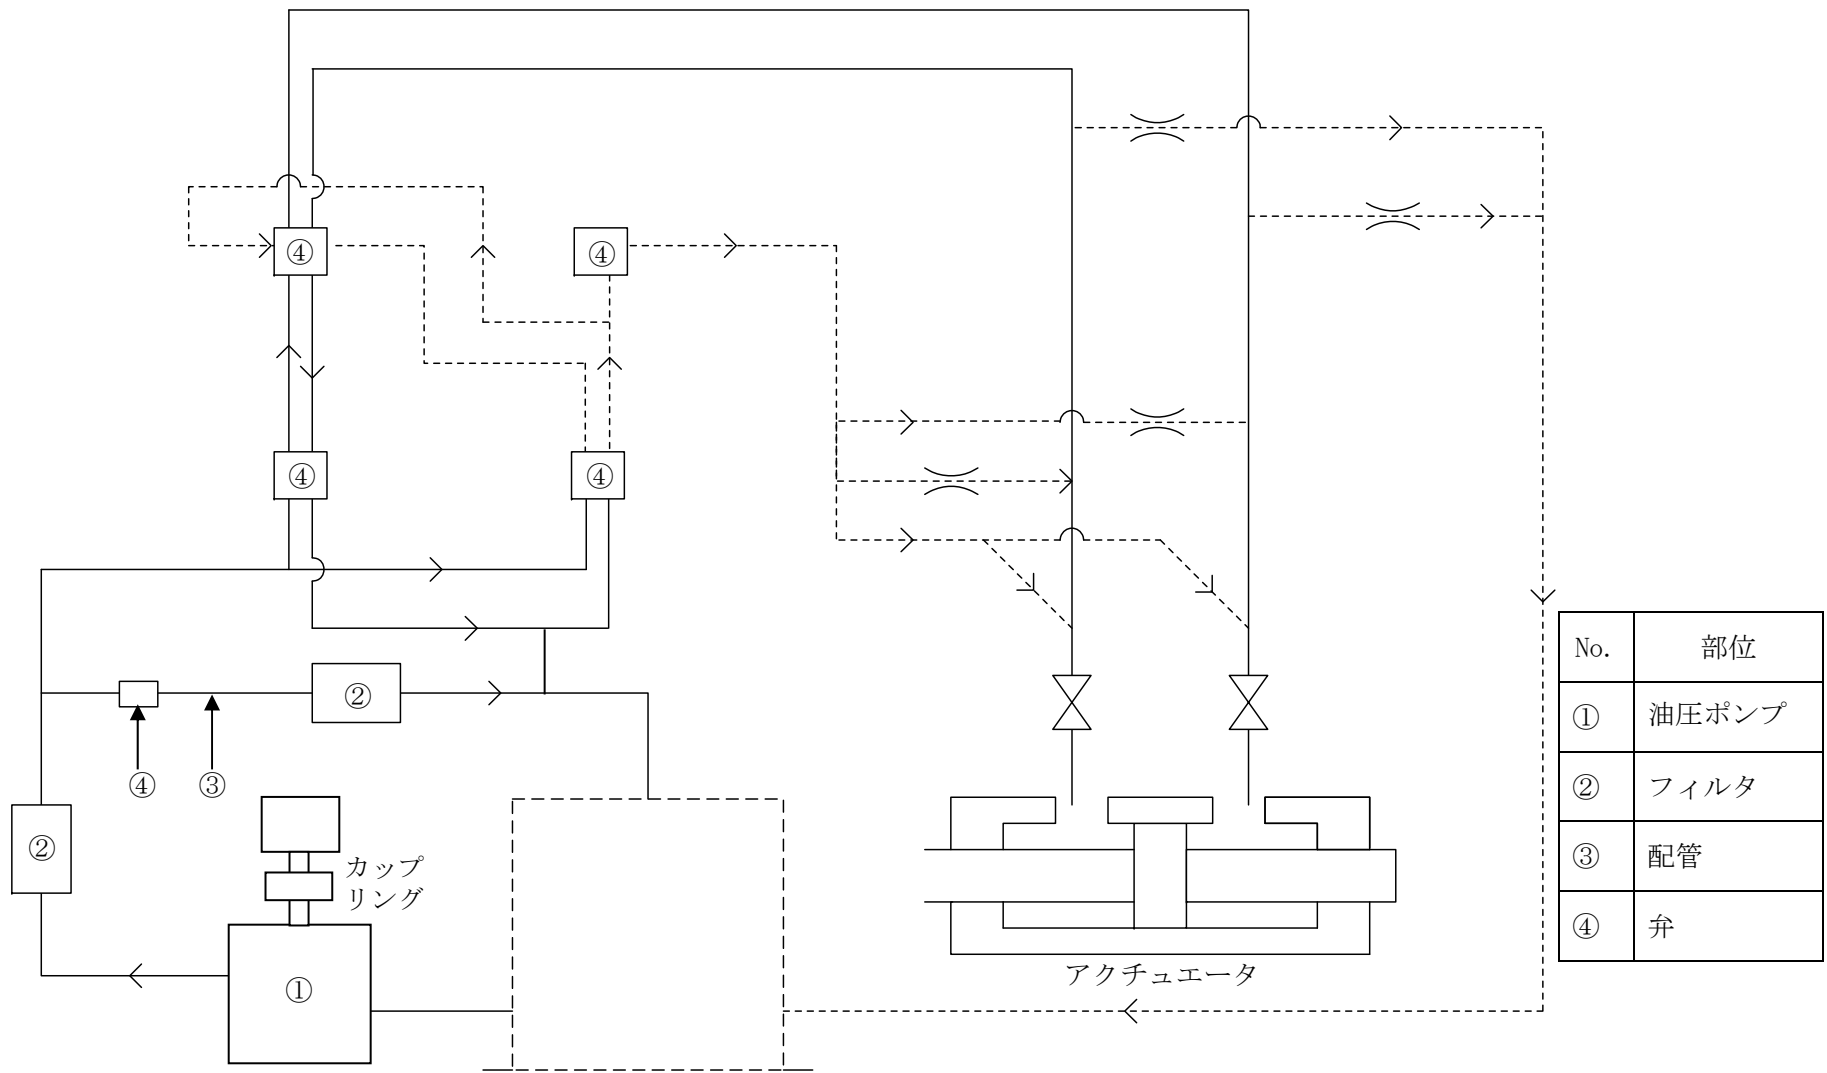 ④
④
④
④
②
④
③
②
カップ
リング
①
アクチュエータ
No. 部位
① 油圧ポンプ
② フィルタ
③ 配管
④ 弁